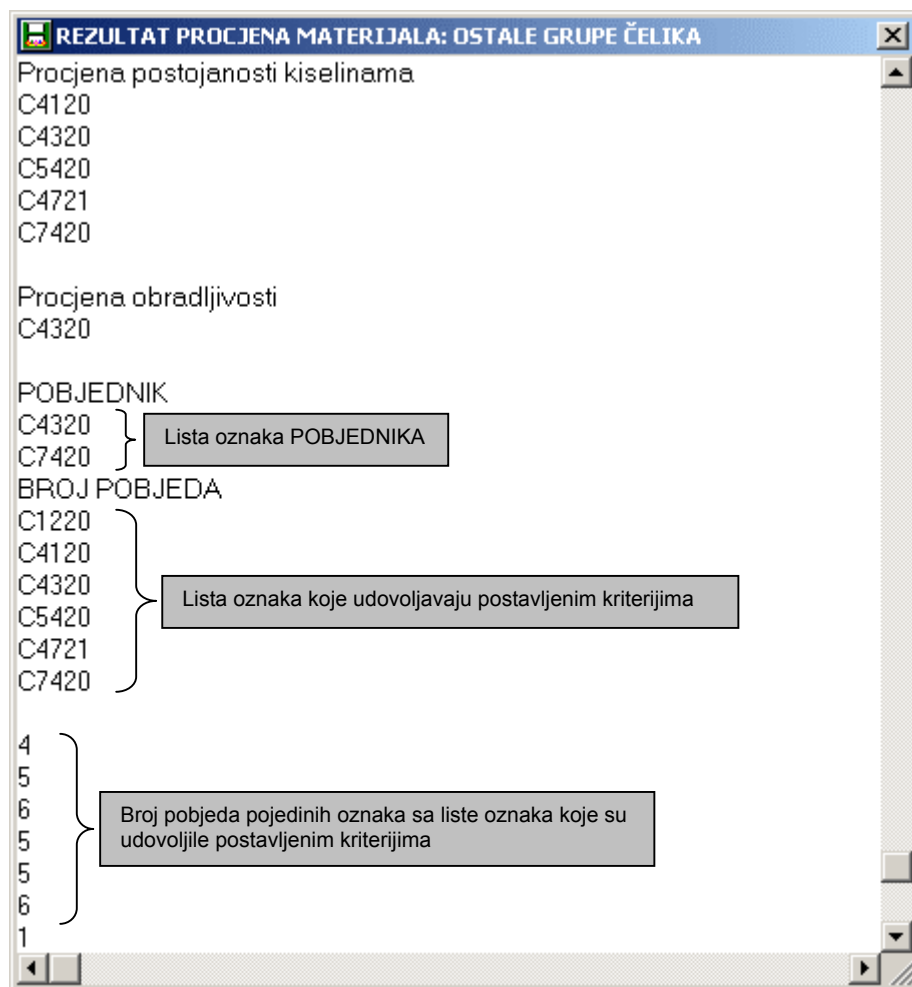 REZULTAT PROCJENA MATERIJALA: OSTALE GRUPE ČELIKA
Procjena postojanosti kiselinama
C4120
C4320
C5420
C4721
C7420
Procjena obradljivosti
C4320
POBJEDNIK
C4320
C7420
Lista oznaka POBJEDNIKA
BROJ POBJEDA
C1220
C4120
C4320
C5420
C4721
C7420
Lista oznaka koje udovoljavaju postavljenim kriterijima
4
5
6
5
5
6
1
Broj pobjeda pojedinih oznaka sa liste oznaka koje su
udovoljile postavljenim kriterijima